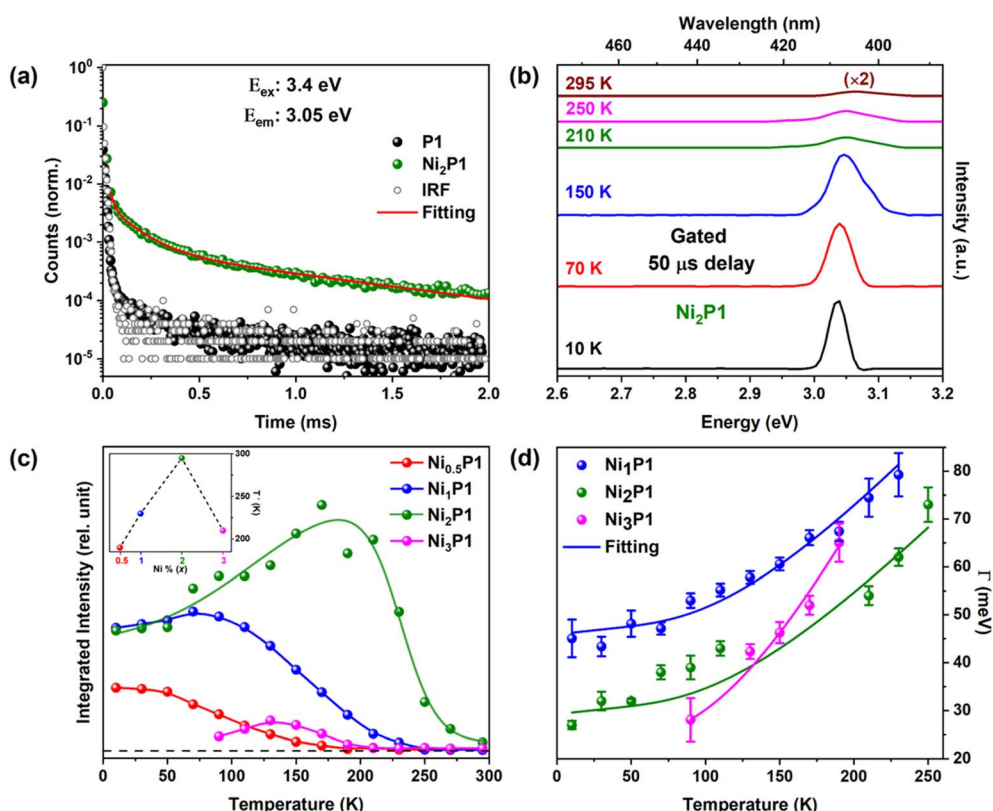 (a)
E_ex: 3.4 eV
E_em: 3.05 eV
P1
Ni₂P1
IRF
Fitting
Counts (norm.)
10⁰
10⁻¹
10⁻²
10⁻³
10⁻⁴
10⁻⁵
0.0 0.5 1.0 1.5 2.0
Time (ms)
Wavelength (nm)
460 440 420 400
(b)
295 K
(×2)
250 K
210 K
150 K
70 K
10 K
Gated
50 μs delay
Ni₂P1
Intensity (a.u.)
2.6 2.7 2.8 2.9 3.0 3.1 3.2
Energy (eV)
(c)
Ni₀.₅P1
Ni₁P1
Ni₂P1
Ni₃P1
300
250
200
T' (K)
0.5 1 2 3
Ni % (x)
Integrated Intensity (rel. unit)
0 50 100 150 200 250 300
Temperature (K)
(d)
Ni₁P1
Ni₂P1
Ni₃P1
Fitting
80
70
60
50
40
30
20
Γ (meV)
0 50 100 150 200 250
Temperature (K)